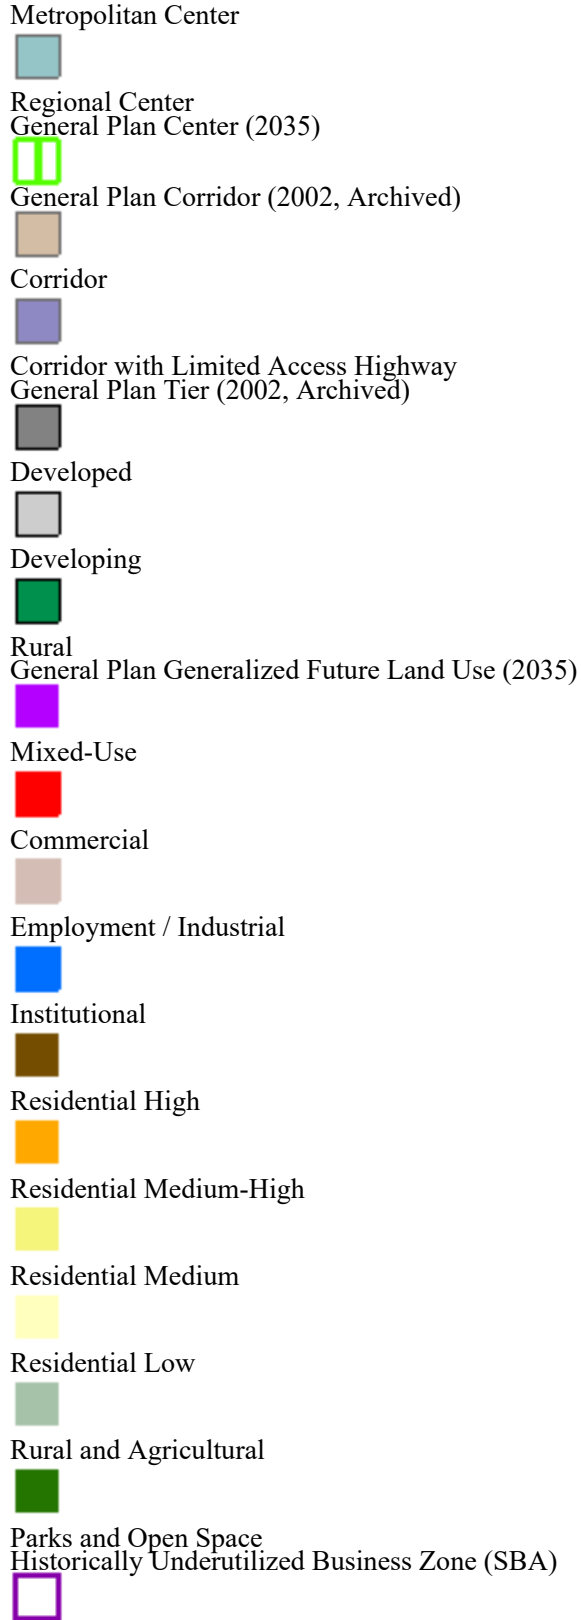 Metropolitan Center
Regional Center
General Plan Center (2035)
General Plan Corridor (2002, Archived)
Corridor
Corridor with Limited Access Highway
General Plan Tier (2002, Archived)
Developed
Developing
Rural
General Plan Generalized Future Land Use (2035)
Mixed-Use
Commercial
Employment / Industrial
Institutional
Residential High
Residential Medium-High
Residential Medium
Residential Low
Rural and Agricultural
Parks and Open Space
Historically Underutilized Business Zone (SBA)